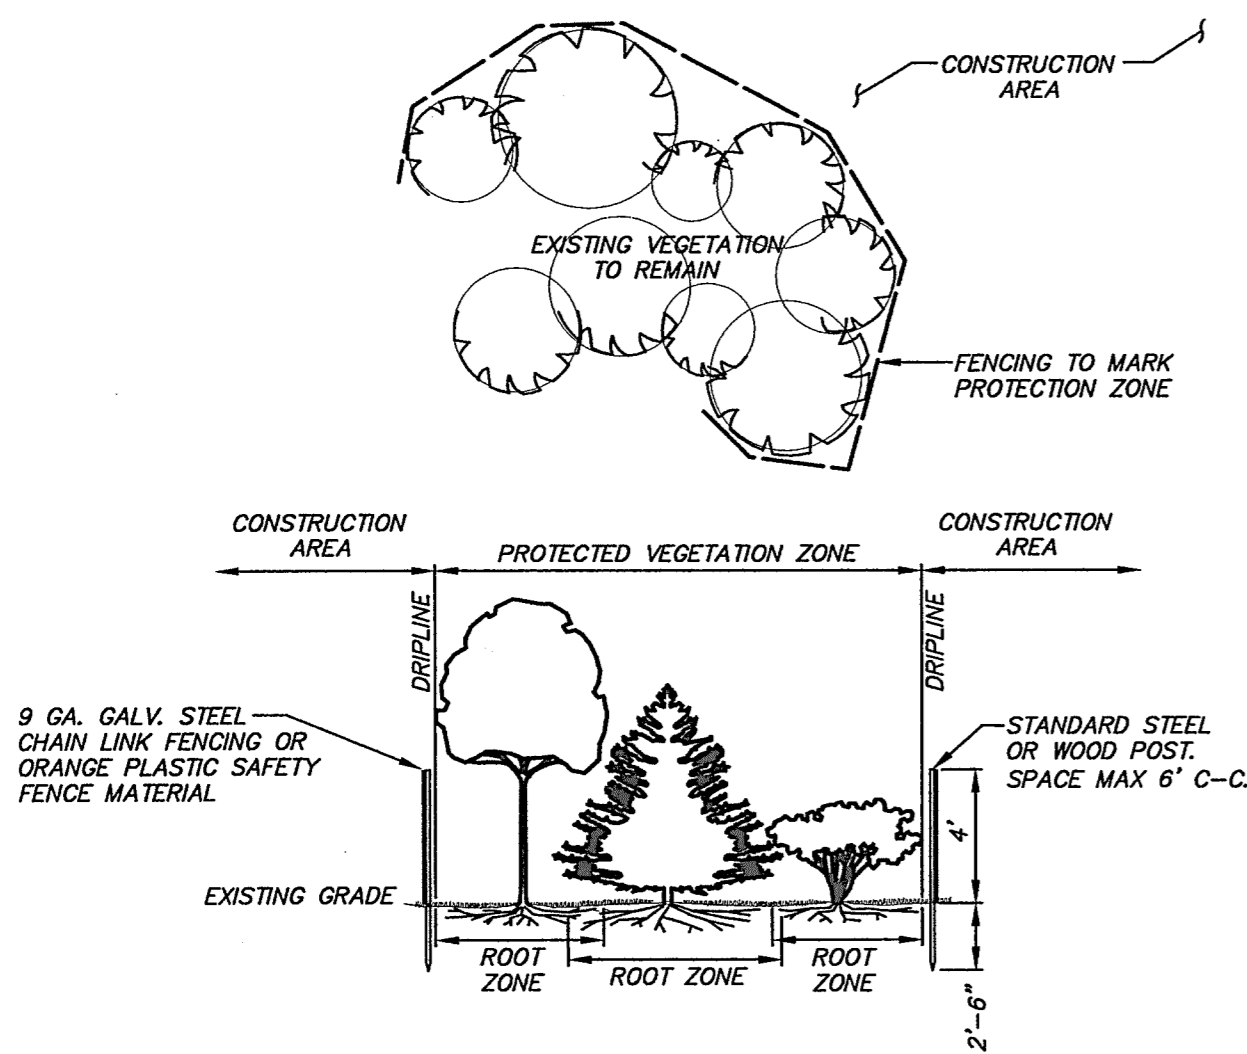 CONSTRUCTION
AREA
EXISTING VEGETATION
TO REMAIN
FENCING TO MARK
PROTECTION ZONE
CONSTRUCTION
AREA
PROTECTED VEGETATION ZONE
CONSTRUCTION
AREA
DRIPLINE
DRIPLINE
9 GA. GALV. STEEL
CHAIN LINK FENCING OR
ORANGE PLASTIC SAFETY
FENCE MATERIAL
STANDARD STEEL
OR WOOD POST.
SPACE MAX 6' C-C.
4'
EXISTING GRADE
ROOT
ZONE
ROOT ZONE
ROOT
ZONE
2'-6"